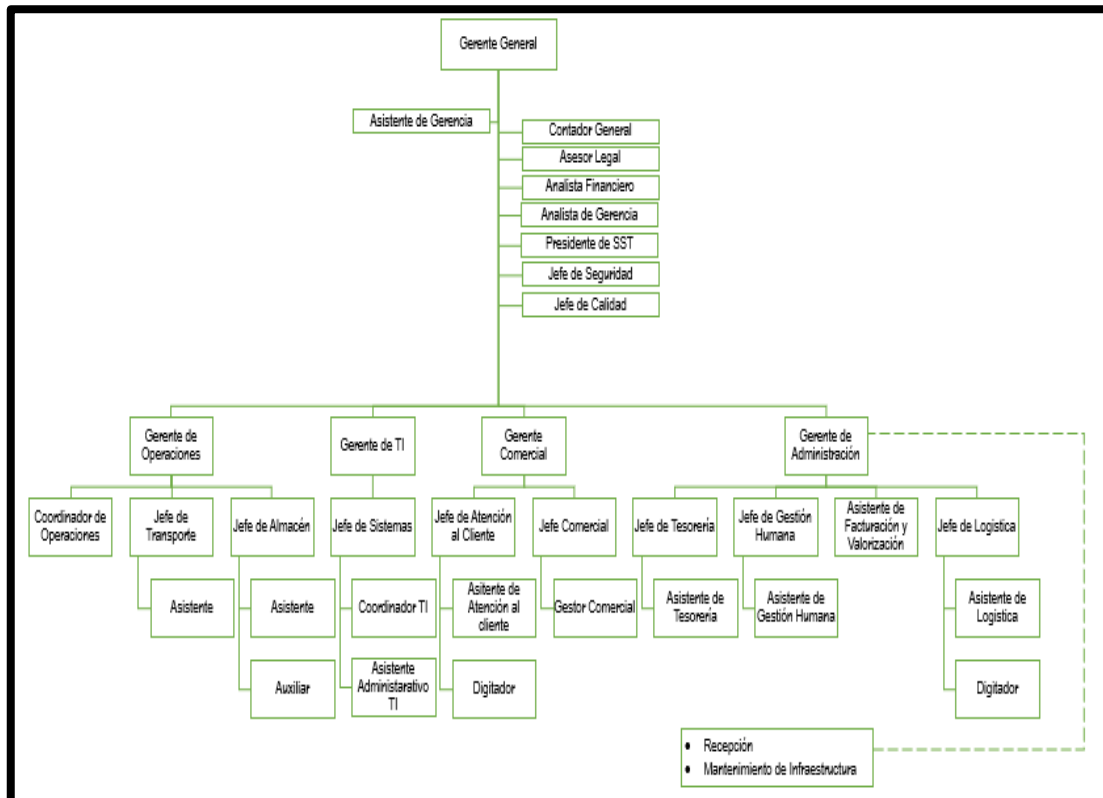 Gerente General
Asistente de Gerencia
Contador General
Asesor Legal
Analista Financiero
Analista de Gerencia
Presidente de SST
Jefe de Seguridad
Jefe de Calidad
Gerente de
Operaciones
Gerente de TI
Gerente
Comercial
Gerente de
Administración
Coordinador de
Operaciones
Jefe de
Transporte
Jefe de Almacén
Jefe de Sistemas
Jefe de Atención
al Cliente
Jefe Comercial
Jefe de Tesorería
Jefe de Gestión
Humana
Asistente de
Facturación y
Valorización
Jefe de Logística
Asistente
Asistente
Coordinador TI
Asitente de
Atención al
cliente
Gestor Comercial
Asistente de
Tesorería
Asistente de
Gestión Humana
Asistente de
Logistica
Auxiliar
Asistente
Administarativo
TI
Digitador
Digitador
• Recepción
• Mantenimiento de Infraestructura